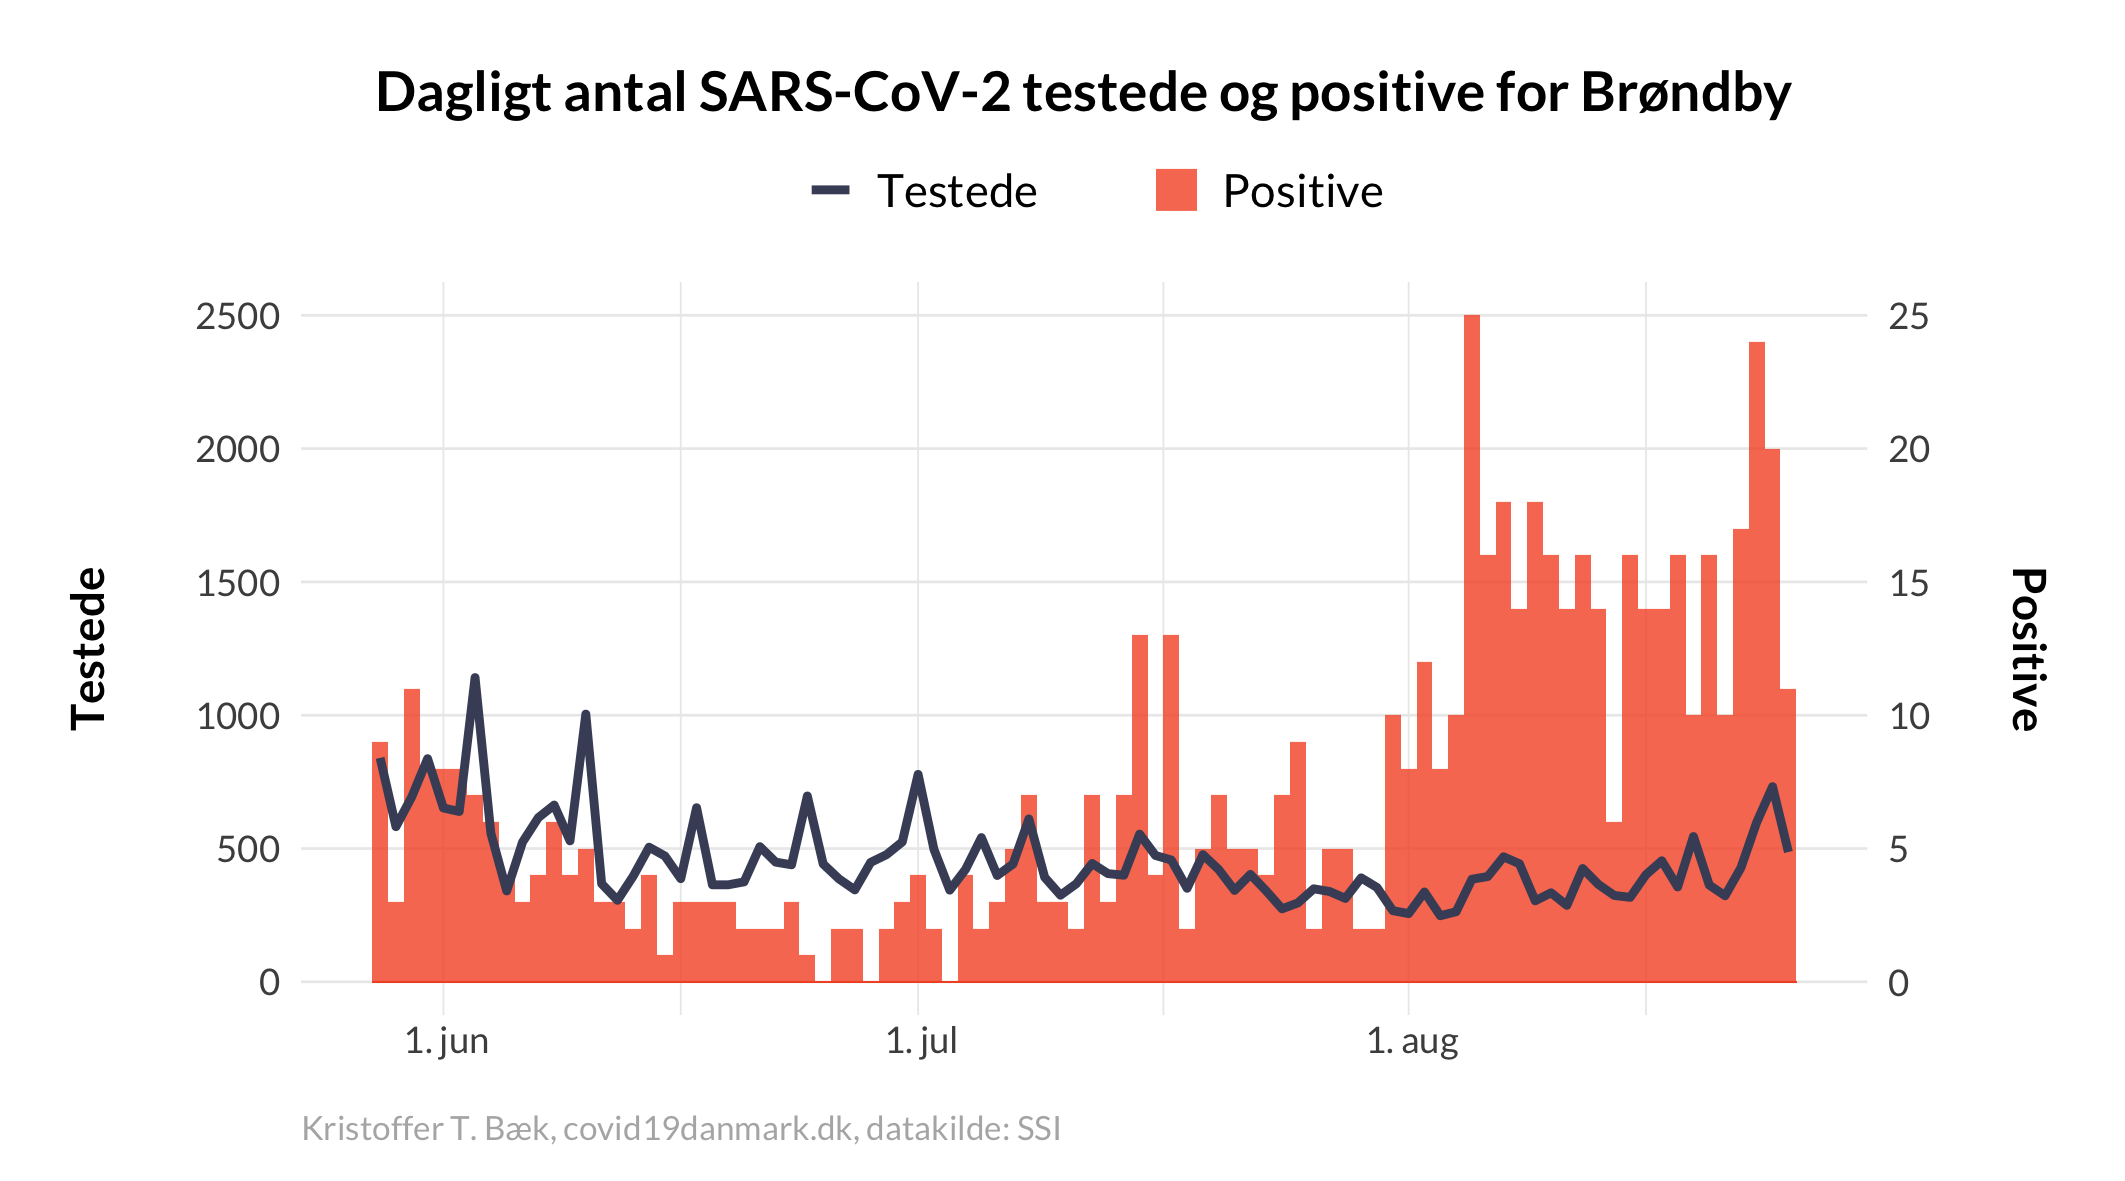 Dagligt antal SARS-CoV-2 testede og positive for Brøndby
Testede
Positive
2500
2000
1500
1000
500
0
Testede
25
20
15
10
5
0
Positive
1. jun
1. jul
1. aug
Kristoffer T. Bæk, covid19danmark.dk, datakilde: SSI